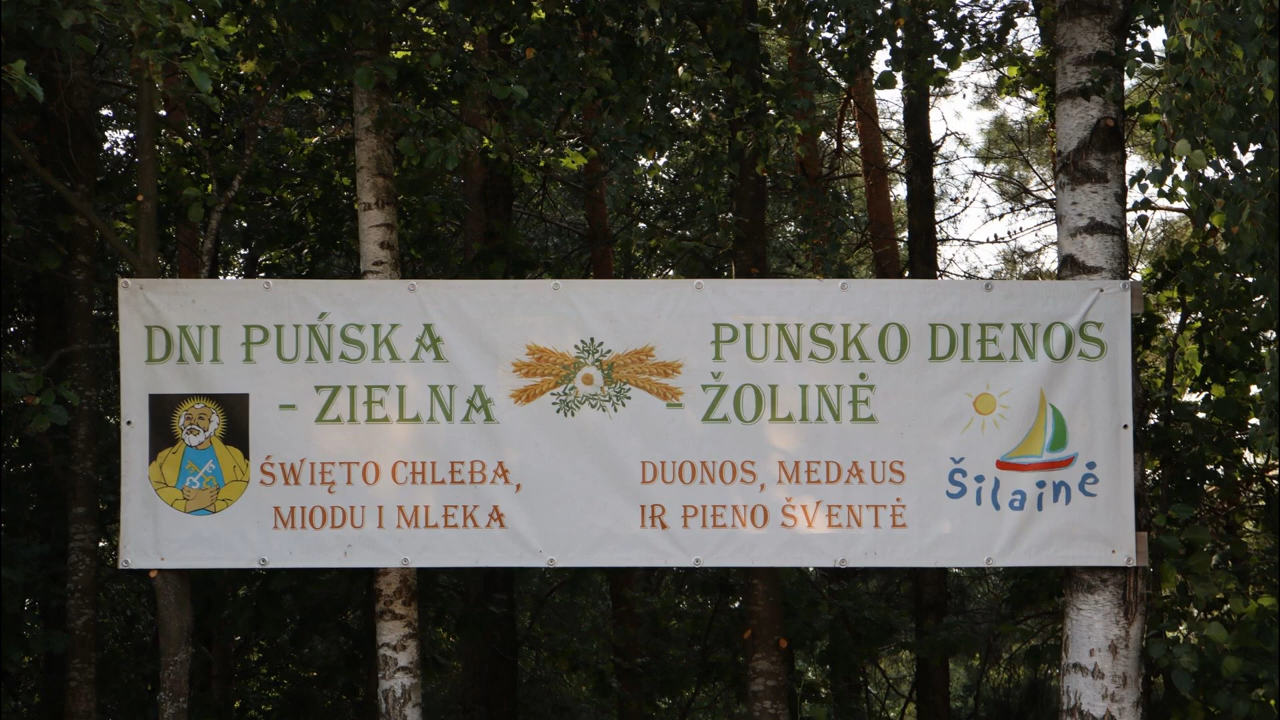 DNI PUŃSKA
- ZIELNA
ŚWIĘTO CHLEBA,
MIODU I MLEKA
PUNSKO DIENOS
- ŽOLINĖ
DUONOS, MEDAUS
IR PIENO ŠVENTĖ
Šilainė